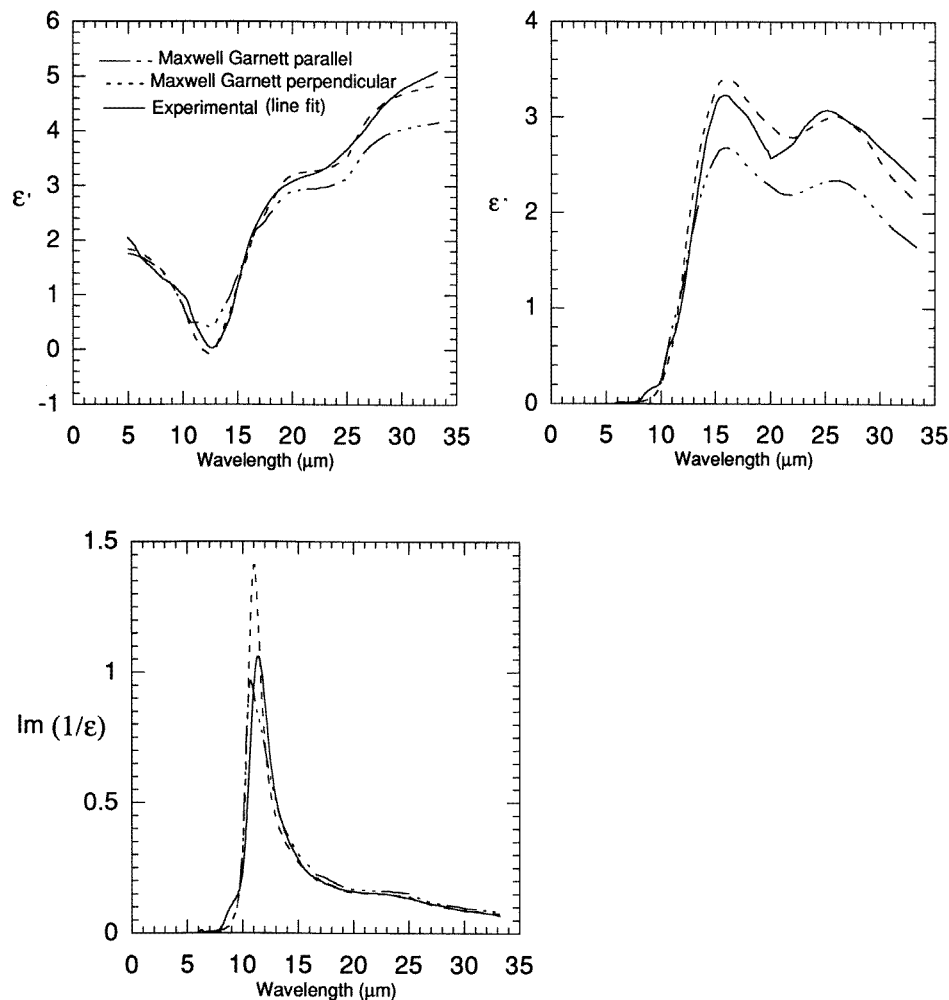 6
5
4
3
2
1
0
-1
ε'
Maxwell Garnett parallel
Maxwell Garnett perpendicular
Experimental (line fit)
0 5 10 15 20 25 30 35
Wavelength (μm)
4
3
2
1
0
0 5 10 15 20 25 30 35
Wavelength (μm)
1.5
1
0.5
0
Im (1/ε)
0 5 10 15 20 25 30 35
Wavelength (μm)